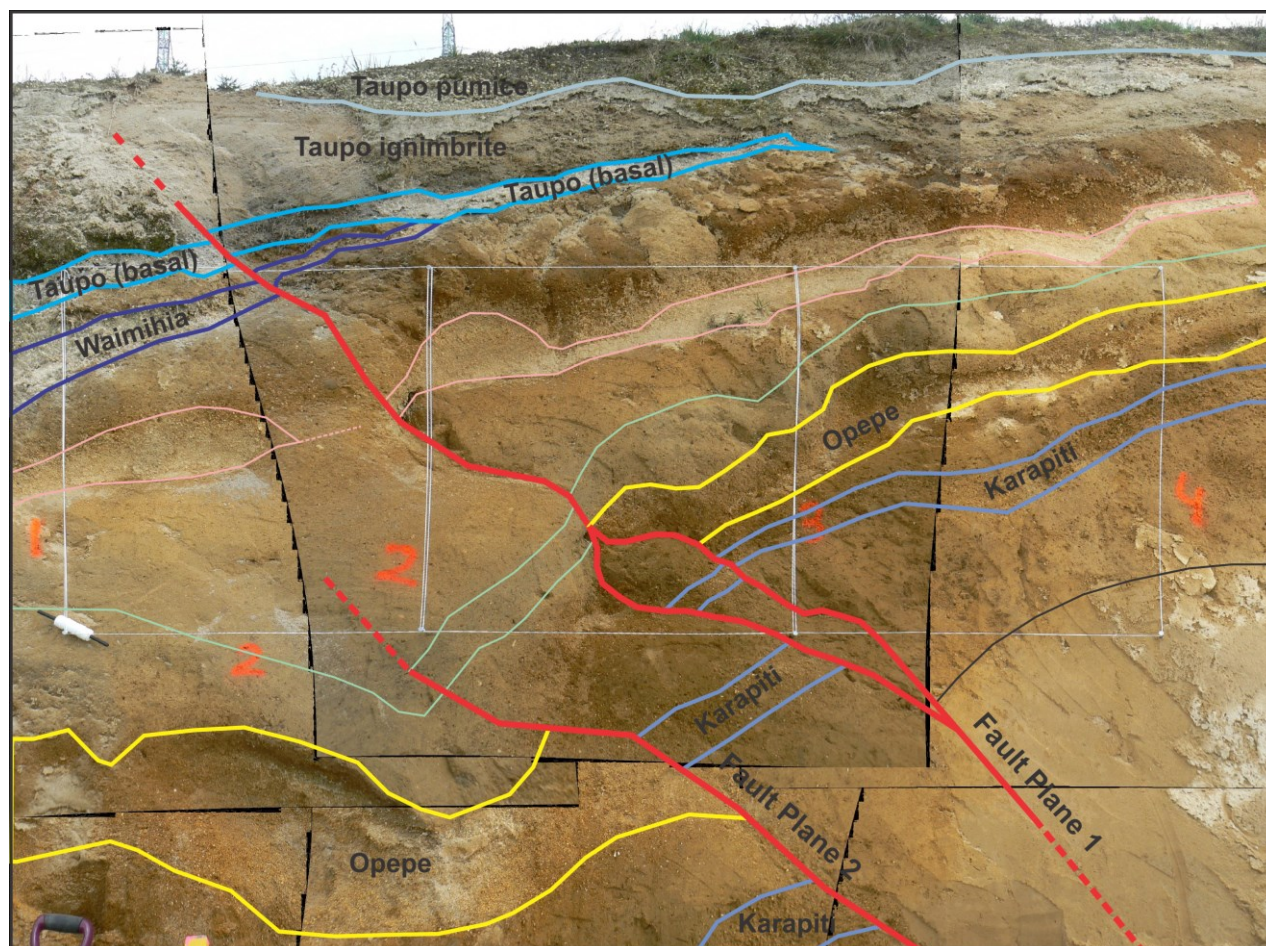 Taupo pumice
Taupo ignimbrite
Taupo (basal)
Taupo (basal)
Waimihia
Opepe
Karapiti
4
3
1
2
2
Karapiti
Fault Plane 1
Fault Plane 2
Opepe
Karapiti